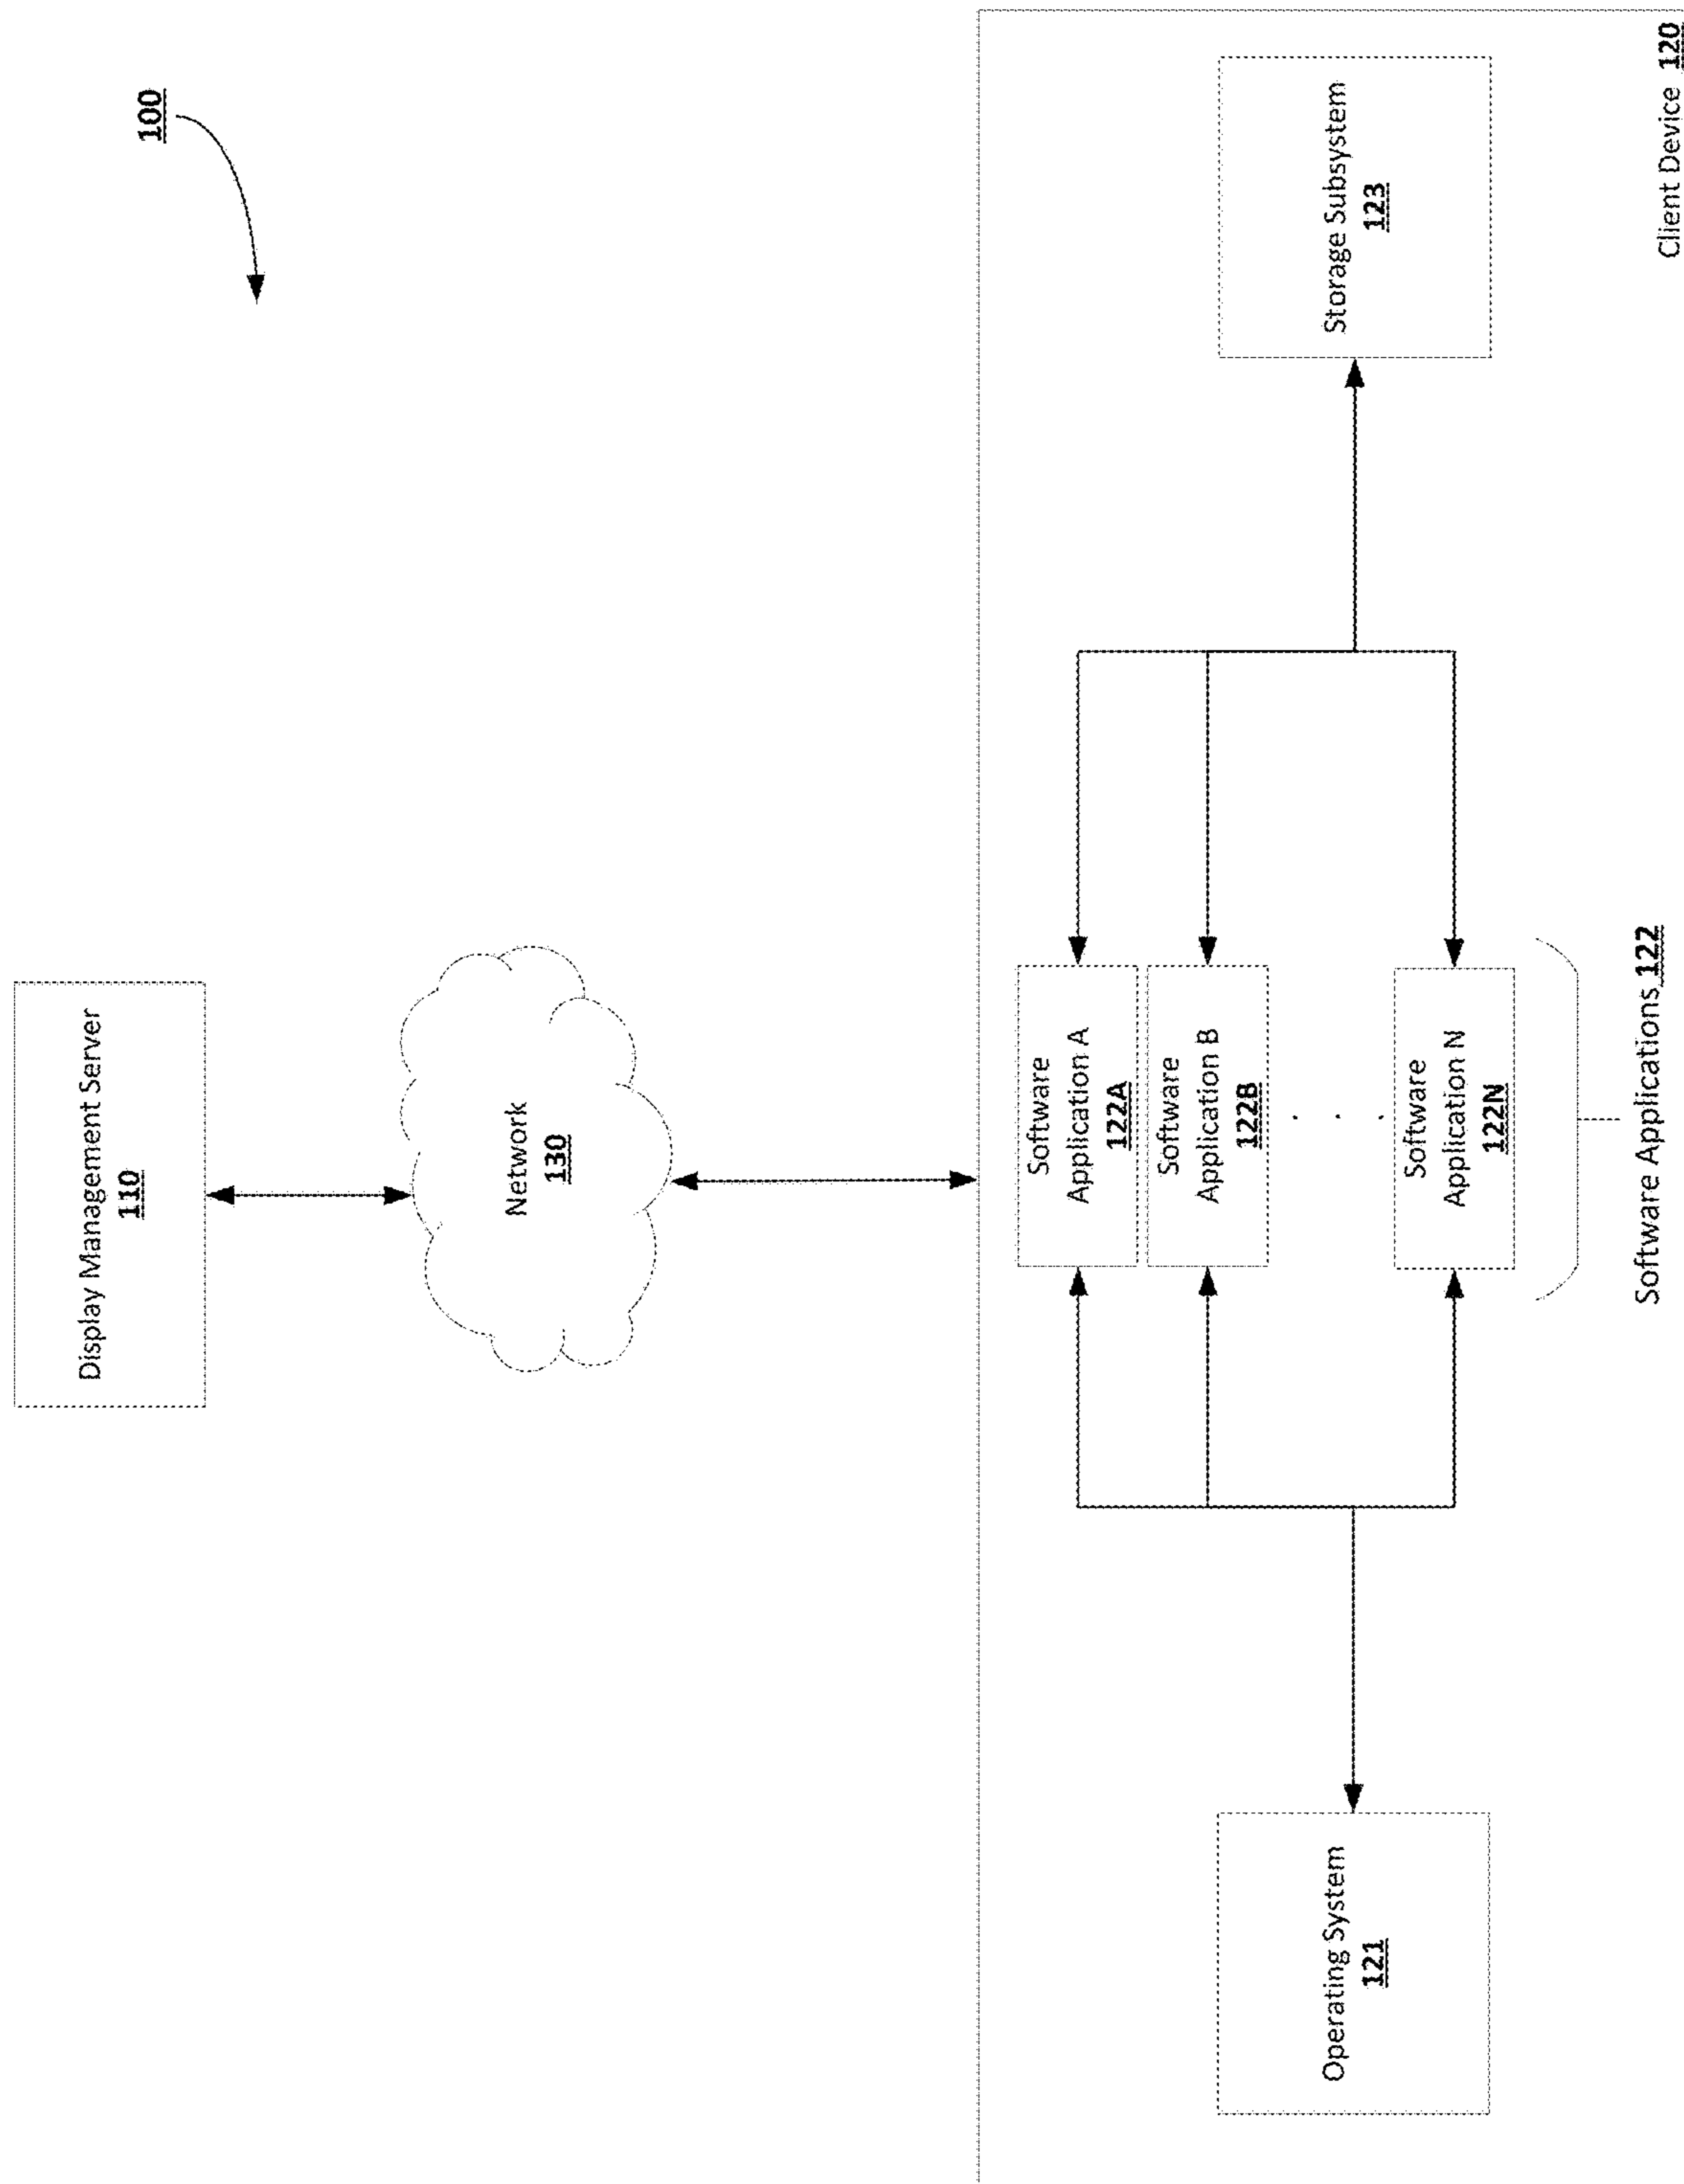 100
Display Management Server
110
Network
130
Software
Application A
122A
Software
Application B
122B
. . .
Software
Application N
122N
Operating System
121
Storage Subsystem
123
Software Applications 122
Client Device 120